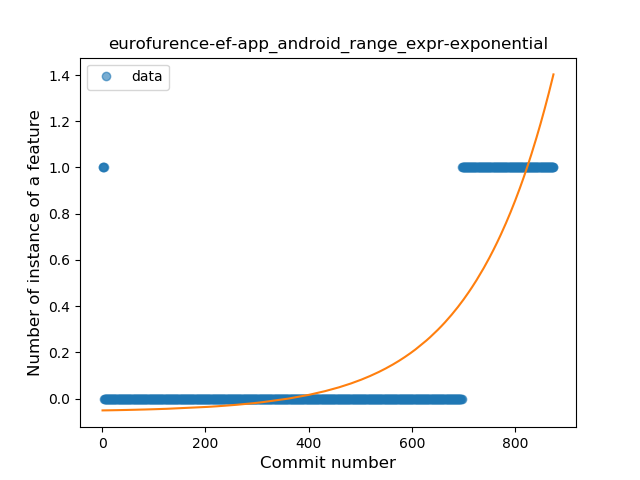 eurofurence-ef-app_android_range_expr-exponential
data
Number of instance of a feature
1.4
1.2
1.0
0.8
0.6
0.4
0.2
0.0
0 200 400 600 800
Commit number